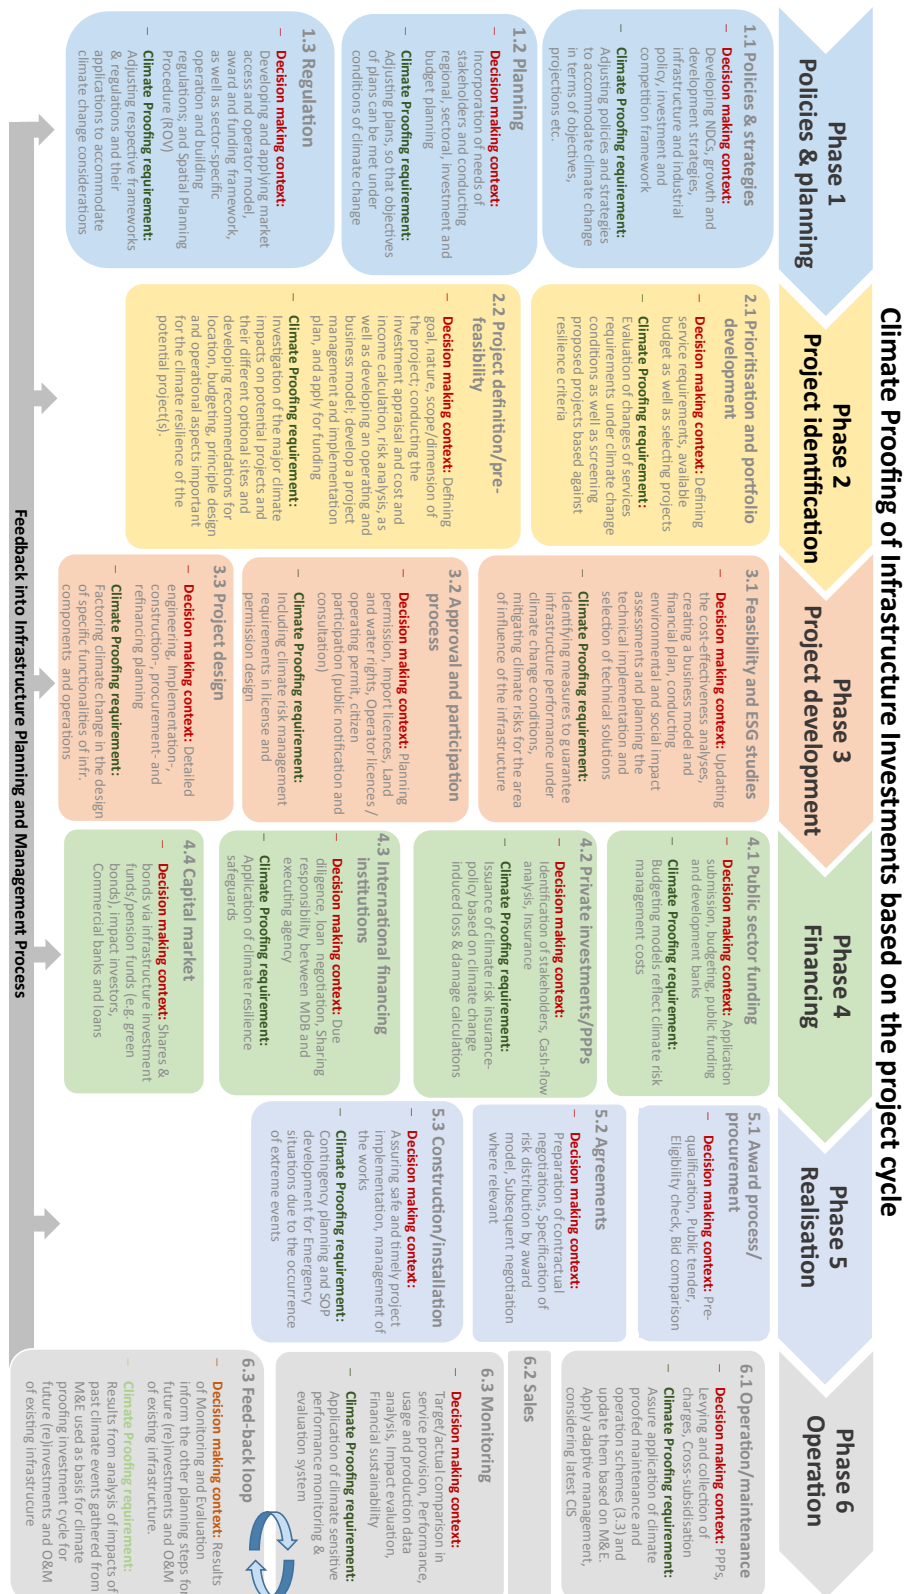 Climate Proofing of Infrastructure Investments based on the project cycle
Phase 1
Policies & planning
Phase 2
Project identification
Phase 3
Project development
Phase 4
Financing
Phase 5
Realisation
Phase 6
Operation
1.1 Policies & strategies
– Decision making context:
Developing NDCs, growth and
development strategies,
infrastructure and industrial
policy, investment and
competition framework
– Climate Proofing requirement:
Adjusting policies and strategies
to accommodate climate change
in terms of objectives,
projections etc.
1.2 Planning
– Decision making context:
Incorporation of needs of
stakeholders and conducting
regional, sectoral, investment and
budget planning
– Climate Proofing requirement:
Adjusting plans, so that objectives
of plans can be met under
conditions of climate change
1.3 Regulation
– Decision making context:
Developing and applying market
access and operator model,
award and funding framework,
as well as sector-specific
operation and building
regulations; and Spatial Planning
Procedure (ROV)
– Climate Proofing requirement:
Adjusting respective frameworks
& regulations and their
applications to accommodate
climate change considerations
2.1 Prioritisation and portfolio
development
– Decision making context: Defining
service requirements, available
budget as well as selecting projects
– Climate Proofing requirement:
Evaluation of changes of services
requirements under climate change
conditions as well as screening
proposed projects based against
resilience criteria
2.2 Project definition/pre-
feasibility
– Decision making context: Defining
goal, nature, scope/dimension of
the project; conducting the
investment appraisal and cost and
income calculation, risk analysis, as
well as developing an operating and
business model; develop a project
management and implementation
plan, and apply for funding
– Climate Proofing requirement:
Investigation of the major climate
impacts on potential projects and
their different optional sites and
developing recommendations for
location, budgeting, principle design
and operational aspects important
for the climate resilience of the
potential project(s).
3.1 Feasibility and ESG studies
– Decision making context: Updating
the cost-effectiveness analyses,
creating a business model and
financial plan, conducting
environmental and social impact
assessments and planning the
technical implementation and
selection of technical solutions
– Climate Proofing requirement:
Identifying measures to guarantee
infrastructure performance under
climate change conditions,
mitigating climate risks for the area
of influence of the infrastructure
3.2 Approval and participation
process
– Decision making context: Planning
permission, Import licences, Land
and water rights, Operator licences /
operating permit, citizen
participation (public notification and
consultation)
– Climate Proofing requirement:
Including climate risk management
requirements in license and
permission design
3.3 Project design
– Decision making context: Detailed
engineering, Implementation-,
construction-, procurement- and
refinancing planning
– Climate Proofing requirement:
Factoring climate change in the design
of specific functionalities of infr.
components and operations
4.1 Public sector funding
– Decision making context: Application
submission, budgeting, public funding
and development banks
– Climate Proofing requirement:
Budgeting models reflect climate risk
management costs
4.2 Private investments/PPPs
– Decision making context:
Identification of stakeholders, Cash-flow
analysis, Insurance
– Climate Proofing requirement:
Issuance of climate risk insurance-
policy based on climate change
induced loss & damage calculations
4.3 International financing
institutions
– Decision making context: Due
diligence, loan negotiation, Sharing
responsibility between MDB and
executing agency
– Climate Proofing requirement:
Application of climate resilience
safeguards
4.4 Capital market
– Decision making context: Shares &
bonds via infrastructure investment
funds/pension funds (e.g. green
bonds), impact investors,
Commercial banks and loans
5.1 Award process/
procurement
– Decision making context: Pre-
qualification, Public tender,
Eligibility check, Bid comparison
5.2 Agreements
– Decision making context:
Preparation of contractual
negotiations, Specification of
risk distribution by award
model, Subsequent negotiation
where relevant
5.3 Construction/installation
– Decision making context:
Assuring safe and timely project
implementation, management of
the works
– Climate Proofing requirement:
Contingency planning and SOP
development for Emergency
situations due to the occurrence
of extreme events
6.1 Operation/maintenance
– Decision making context: PPPs,
Levying and collection of
charges, Cross-subsidisation
– Climate Proofing requirement:
Assure application of climate
proofed maintenance and
operation schemes (3.3) and
update them based on M&E.
Apply adaptive management,
considering latest CIS
6.2 Sales
6.3 Monitoring
– Decision making context:
Target/actual comparison in
service provision, Performance,
usage and production data
analysis, Impact evaluation,
Financial sustainability
– Climate Proofing requirement:
Application of climate sensitive
performance monitoring &
evaluation system
6.3 Feed-back loop
– Decision making context: Results
of Monitoring and Evaluation
inform the other planning steps for
future (re)investments and O&M
of existing infrastructure.
– Climate Proofing requirement:
Results from analysis of impacts of
past climate events gathered from
M&E used a s basis for climate
proofing investment cycle for
future (re)investments and O&M
of existing infrastrucure
Feedback into Infrastructure Planning and Management Process